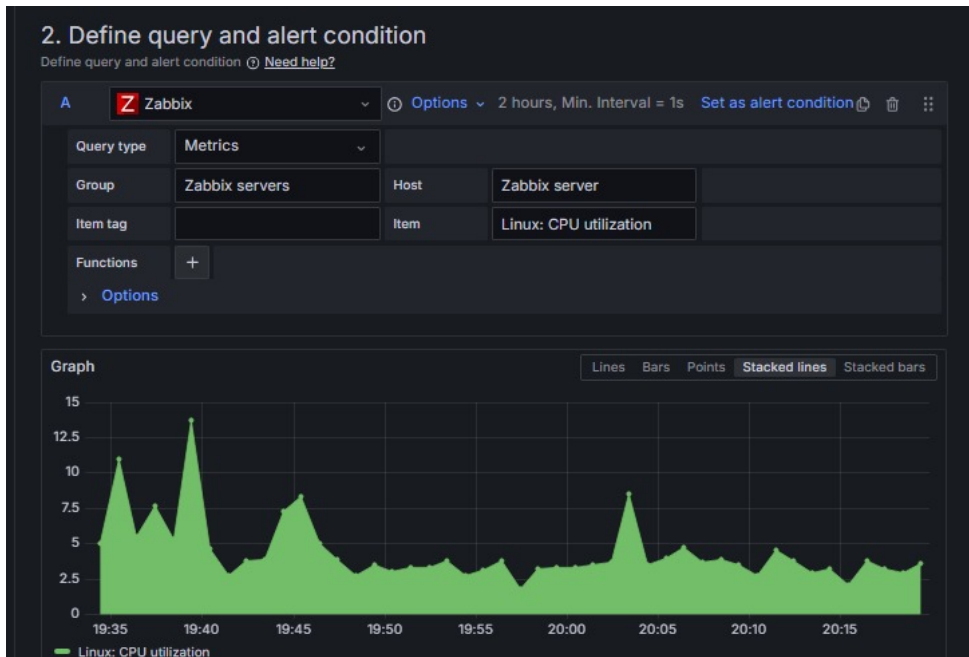 2. Define query and alert condition
Define query and alert condition Need help?
A Z Zabbix Options 2 hours, Min. Interval = 1s Set as alert condition
Query type Metrics
Group Zabbix servers Host Zabbix server
Item tag Item Linux: CPU utilization
Functions +
> Options
Graph Lines Bars Points Stacked lines Stacked bars
15
12.5
10
7.5
5
2.5
0
19:35 19:40 19:45 19:50 19:55 20:00 20:05 20:10 20:15
Linux: CPU utilization